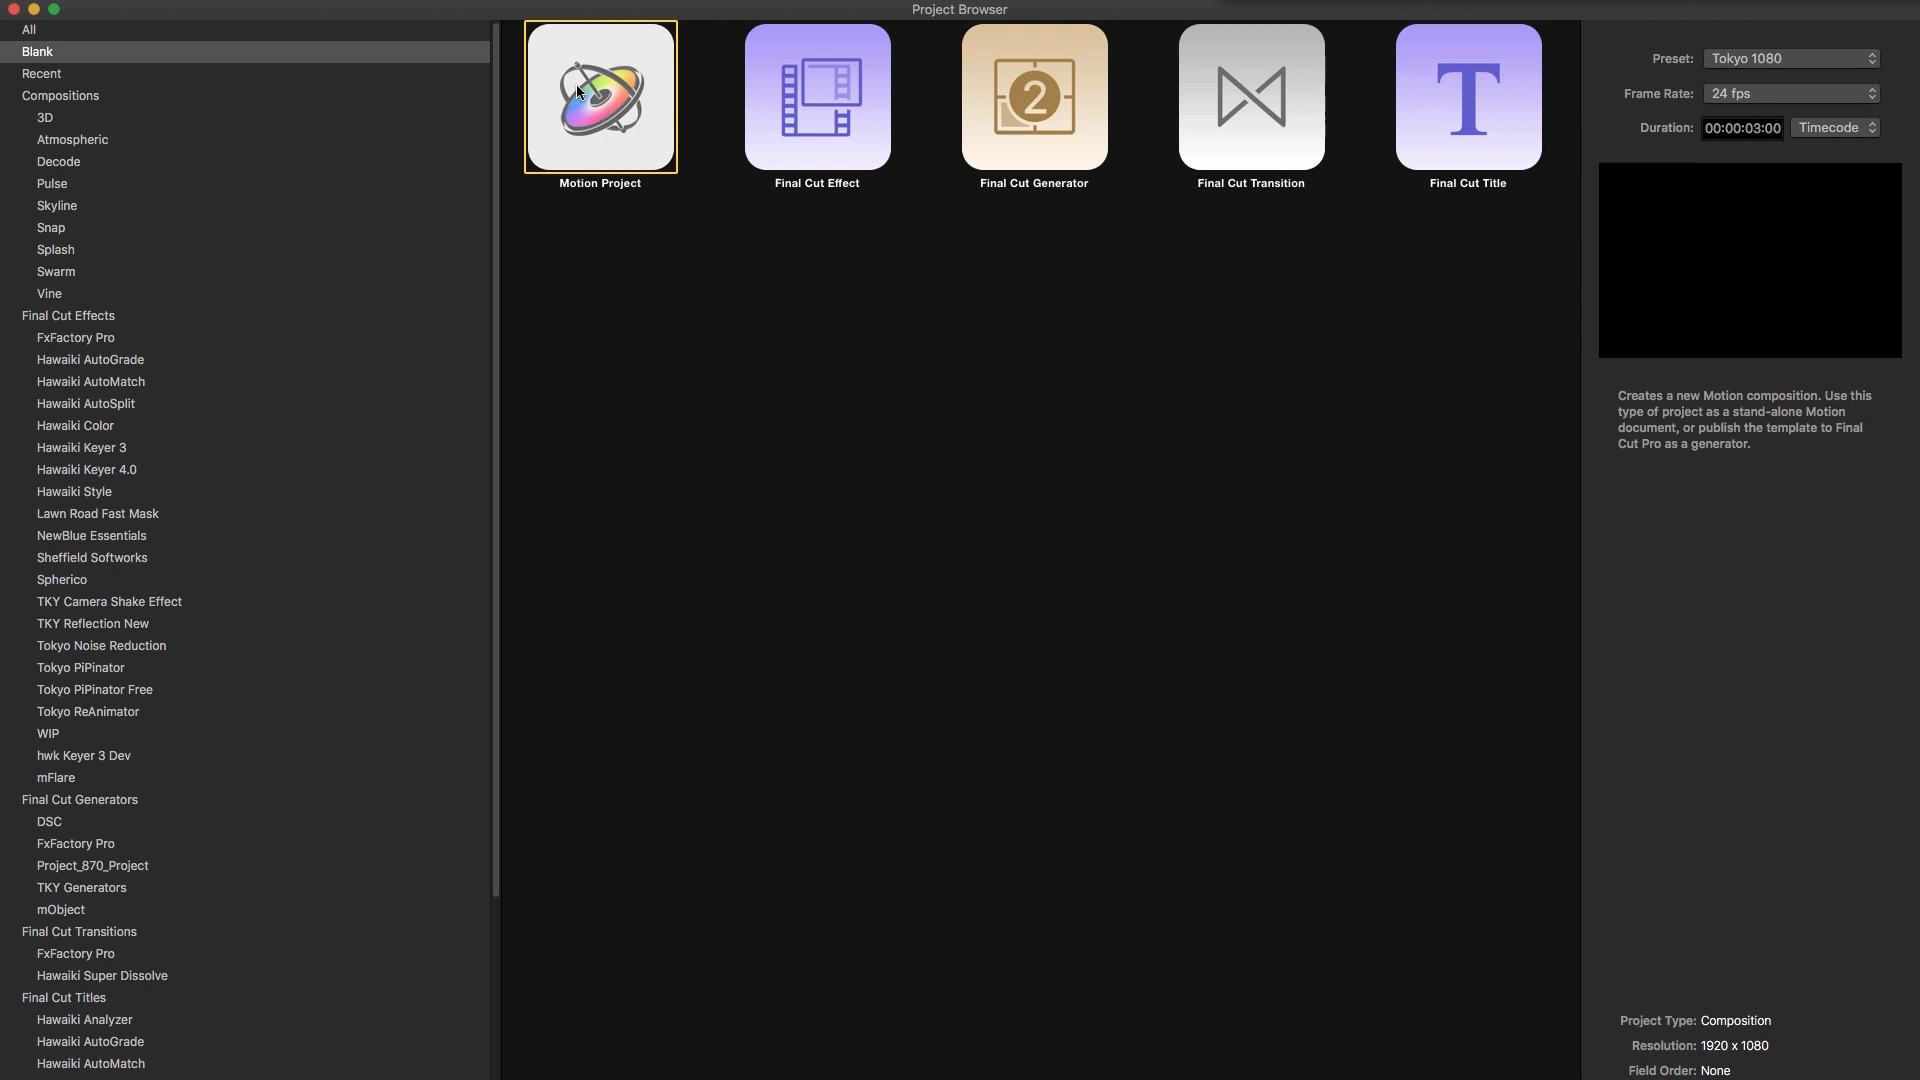 Project Browser
All
Blank
Recent
Compositions
3D
Atmospheric
Decode
Pulse
Skyline
Snap
Splash
Swarm
Vine
Final Cut Effects
FxFactory Pro
Hawaiki AutoGrade
Hawaiki AutoMatch
Hawaiki AutoSplit
Hawaiki Color
Hawaiki Keyer 3
Hawaiki Keyer 4.0
Hawaiki Style
Lawn Road Fast Mask
NewBlue Essentials
Sheffield Softworks
Spherico
TKY Camera Shake Effect
TKY Reflection New
Tokyo Noise Reduction
Tokyo PiPinator
Tokyo PiPinator Free
Tokyo ReAnimator
WIP
hwk Keyer 3 Dev
mFlare
Final Cut Generators
DSC
FxFactory Pro
Project_870_Project
TKY Generators
mObject
Final Cut Transitions
FxFactory Pro
Hawaiki Super Dissolve
Final Cut Titles
Hawaiki Analyzer
Hawaiki AutoGrade
Hawaiki AutoMatch
2
T
Motion Project
Final Cut Effect
Final Cut Generator
Final Cut Transition
Final Cut Title
Preset: Tokyo 1080
Frame Rate: 24 fps
Duration: 00:00:03:00 Timecode
Creates a new Motion composition. Use this
type of project as a stand-alone Motion
document, or publish the template to Final
Cut Pro as a generator.
Project Type: Composition
Resolution: 1920 x 1080
Field Order: None